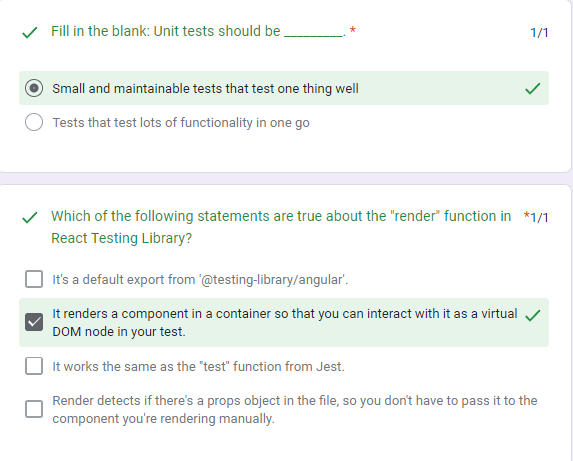 Fill in the blank: Unit tests should be _________. * 1/1
Small and maintainable tests that test one thing well
Tests that test lots of functionality in one go
Which of the following statements are true about the "render" function in *1/1
React Testing Library?
It's a default export from '@testing-library/angular'.
It renders a component in a container so that you can interact with it as a virtual
DOM node in your test.
It works the same as the "test" function from Jest.
Render detects if there's a props object in the file, so you don't have to pass it to the
component you're rendering manually.